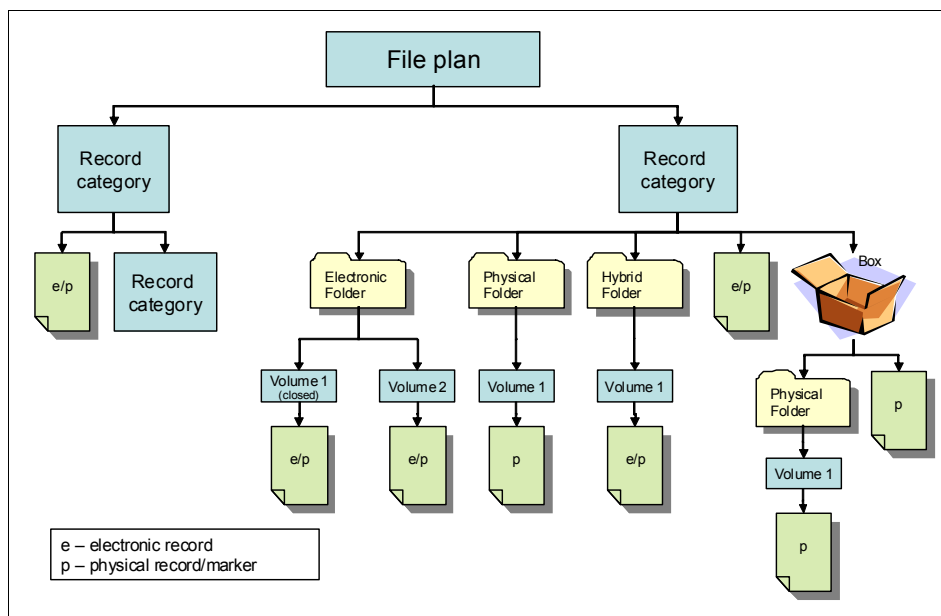 File plan
Record
category
Record
category
e/p
Record
category
Electronic
Folder
Physical
Folder
Hybrid
Folder
e/p
Box
Volume 1
(closed)
Volume 2
Volume 1
Volume 1
Physical
Folder
p
e/p
e/p
p
e/p
Volume 1
p
e – electronic record
p – physical record/marker